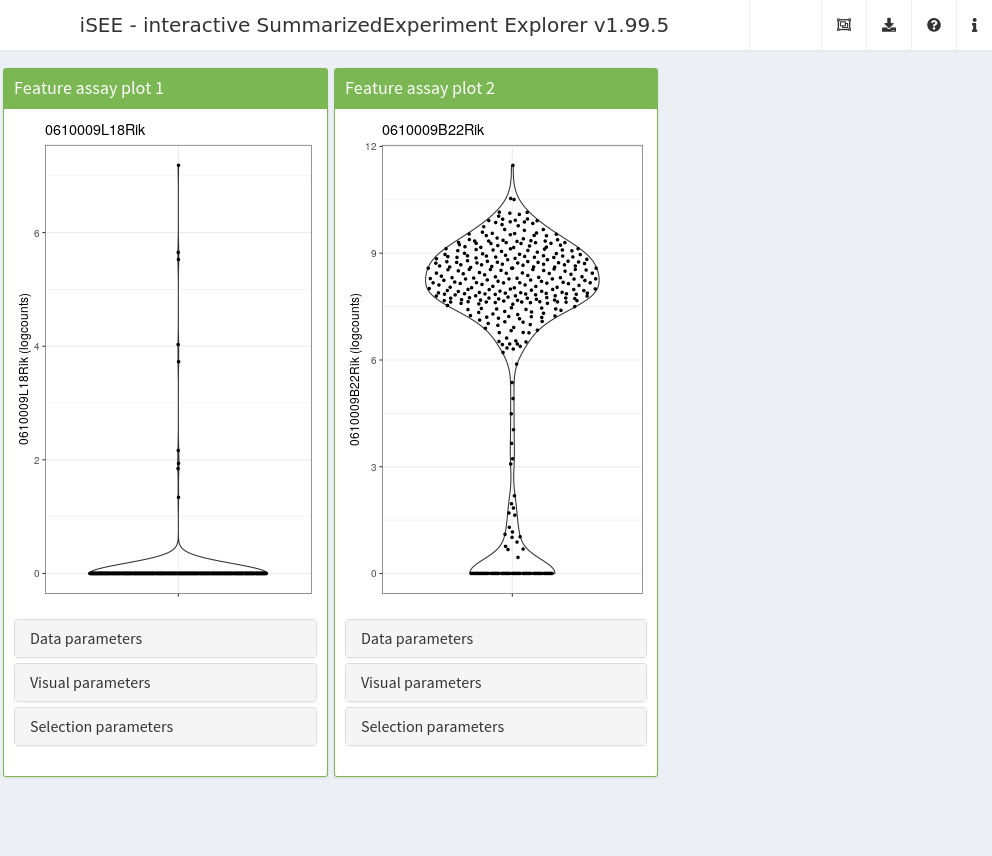 iSEE - interactive SummarizedExperiment Explorer v1.99.5
Feature assay plot 1
0610009L18Rik
6
4
2
0
0610009L18Rik (logcounts)
Data parameters
Visual parameters
Selection parameters
Feature assay plot 2
0610009B22Rik
12
9
6
3
0
0610009B22Rik (logcounts)
Data parameters
Visual parameters
Selection parameters